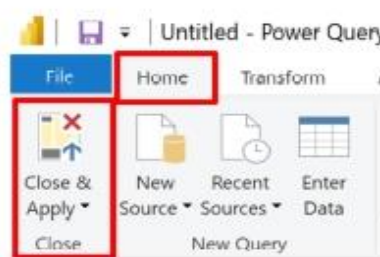 Untitled - Power Query
File Home Transform
Close & Apply
New Source
Recent Sources
Enter Data
Close
New Query